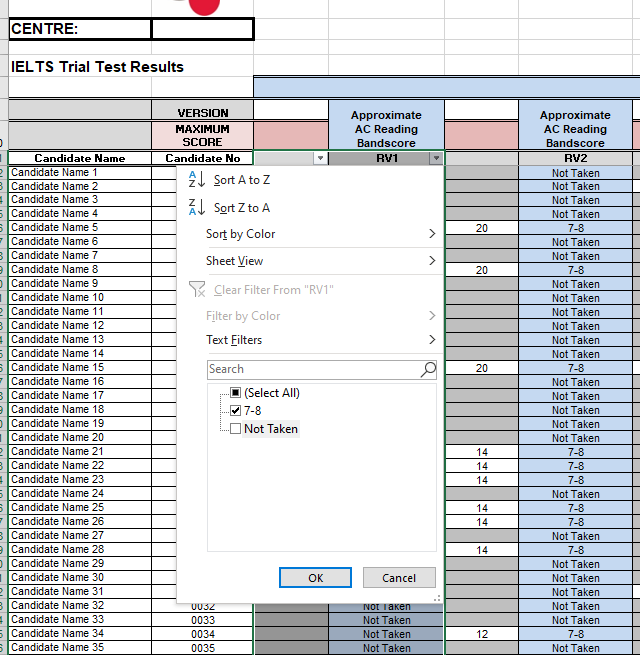 CENTRE:
IELTS Trial Test Results
VERSION
MAXIMUM
SCORE
Approximate
AC Reading
Bandscore
Approximate
AC Reading
Bandscore
Candidate Name Candidate No RV1 RV2
Candidate Name 1 Not Taken
Candidate Name 2 Not Taken
Candidate Name 3 Not Taken
Candidate Name 4 Not Taken
Candidate Name 5 20 7-8
Candidate Name 6 Not Taken
Candidate Name 7 Not Taken
Candidate Name 8 20 7-8
Candidate Name 9 Not Taken
Candidate Name 10 Not Taken
Candidate Name 11 Not Taken
Candidate Name 12 Not Taken
Candidate Name 13 Not Taken
Candidate Name 14 Not Taken
Candidate Name 15 20 7-8
Candidate Name 16 Not Taken
Candidate Name 17 Not Taken
Candidate Name 18 Not Taken
Candidate Name 19 Not Taken
Candidate Name 20 Not Taken
Candidate Name 21 14 7-8
Candidate Name 22 14 7-8
Candidate Name 23 14 7-8
Candidate Name 24 Not Taken
Candidate Name 25 14 7-8
Candidate Name 26 14 7-8
Candidate Name 27 Not Taken
Candidate Name 28 14 7-8
Candidate Name 29 Not Taken
Candidate Name 30 Not Taken
Candidate Name 31 Not Taken
Candidate Name 32 0032 Not Taken Not Taken
Candidate Name 33 0033 Not Taken Not Taken
Candidate Name 34 0034 Not Taken 12 7-8
Candidate Name 35 0035 Not Taken Not Taken
Sort A to Z
Sort Z to A
Sort by Color
Sheet View
Clear Filter From "RV1"
Filter by Color
Text Filters
Search
(Select All)
7-8
Not Taken
OK Cancel